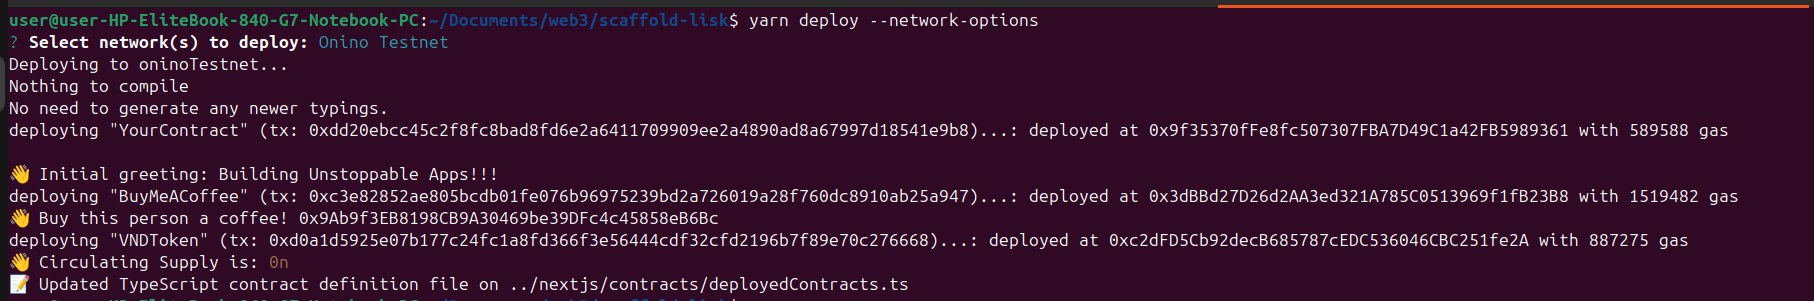 user@user-HP-EliteBook-840-G7-Notebook-PC:~/Documents/web3/scaffold-lisk$ yarn deploy --network-options
? Select network(s) to deploy: Onino Testnet
Deploying to oninoTestnet...
Nothing to compile
No need to generate any newer typings.
deploying "YourContract" (tx: 0xdd20ebcc45c2f8fc8bad8fd6e2a6411709909ee2a4890ad8a67997d18541e9b8)...: deployed at 0x9f35370fFe8fc507307FBA7D49C1a42FB5989361 with 589588 gas
👋 Initial greeting: Building Unstoppable Apps!!!
deploying "BuyMeACoffee" (tx: 0xc3e82852ae805bcdb01fe076b96975239bd2a726019a28f760dc8910ab25a947)...: deployed at 0x3dBBd27D26d2AA3ed321A785C0513969f1fB23B8 with 1519482 gas
👋 Buy this person a coffee! 0x9Ab9f3EB8198CB9A30469be39DFc4c45858eB6Bc
deploying "VNDToken" (tx: 0xd0a1d5925e07b177c24fc1a8fd366f3e56444cdf32cfd2196b7f89e70c276668)...: deployed at 0xc2dFD5Cb92decB685787cEDC536046CBC251fe2A with 887275 gas
👋 Circulating Supply is: 0n
📝 Updated TypeScript contract definition file on ../nextjs/contracts/deployedContracts.ts